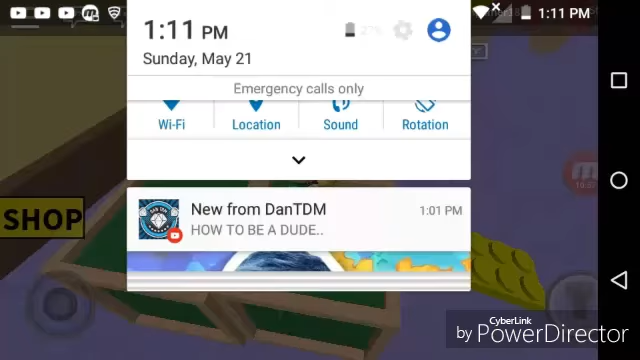 1:11 PM
1:11 PM
27%
Sunday, May 21
Emergency calls only
Wi-Fi
Location
Sound
Rotation
SHOP
New from DanTDM
1:01 PM
HOW TO BE A DUDE..
CyberLink
by PowerDirector